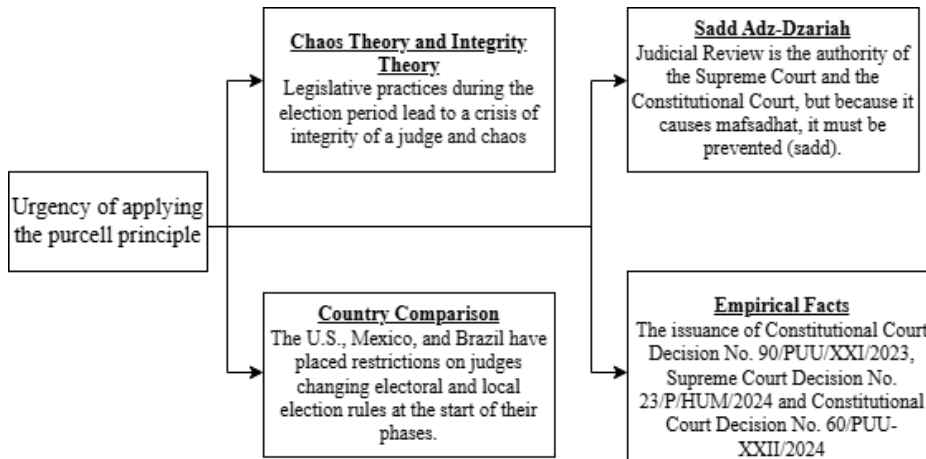 Urgency of applying
the purcell principle
Chaos Theory and Integrity
Theory
Legislative practices during the
election period lead to a crisis of
integrity of a judge and chaos
Sadd Adz-Dzariah
Judicial Review is the authority of
the Supreme Court and the
Constitutional Court, but because it
causes mafsadhat, it must be
prevented (sadd).
Country Comparison
The U.S., Mexico, and Brazil have
placed restrictions on judges
changing electoral and local
election rules at the start of their
phases.
Empirical Facts
The issuance of Constitutional Court
Decision No. 90/PUU/XXI/2023,
Supreme Court Decision No.
23/P/HUM/2024 and Constitutional
Court Decision No. 60/PUU-
XXII/2024